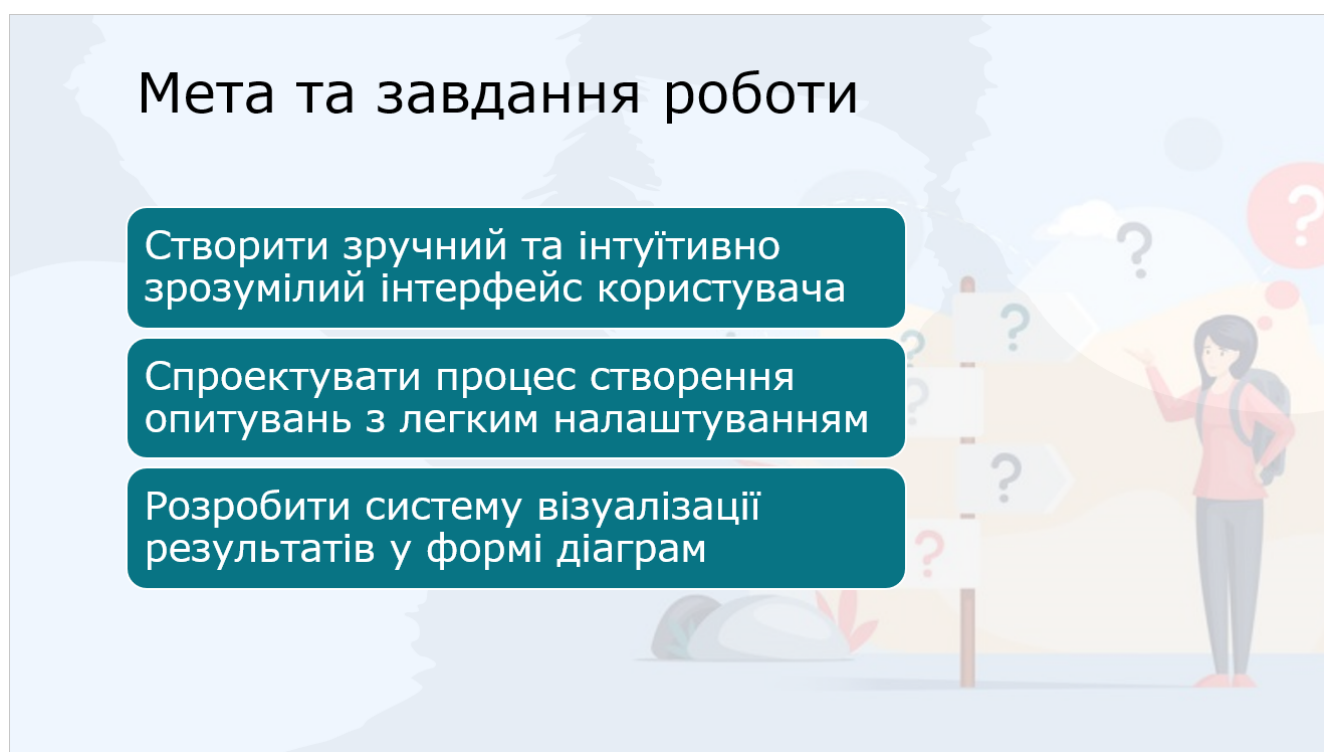 Мета та завдання роботи
Створити зручний та інтуїтивно
зрозумілий інтерфейс користувача
Спроектувати процес створення
опитувань з легким налаштуванням
Розробити систему візуалізації
результатів у формі діаграм